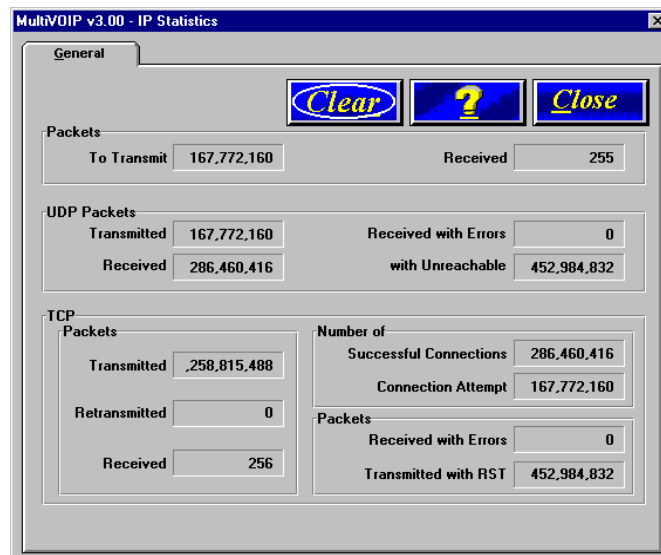 MultiVOIP v3.00 - IP Statistics
General
Clear ? Close
Packets
To Transmit 167,772,160 Received 255
UDP Packets
Transmitted 167,772,160 Received with Errors 0
Received 286,460,416 with Unreachable 452,984,832
TCP
Packets
Transmitted ,258,815,488
Retransmitted 0
Received 256
Number of
Successful Connections 286,460,416
Connection Attempt 167,772,160
Packets
Received with Errors 0
Transmitted with RST 452,984,832